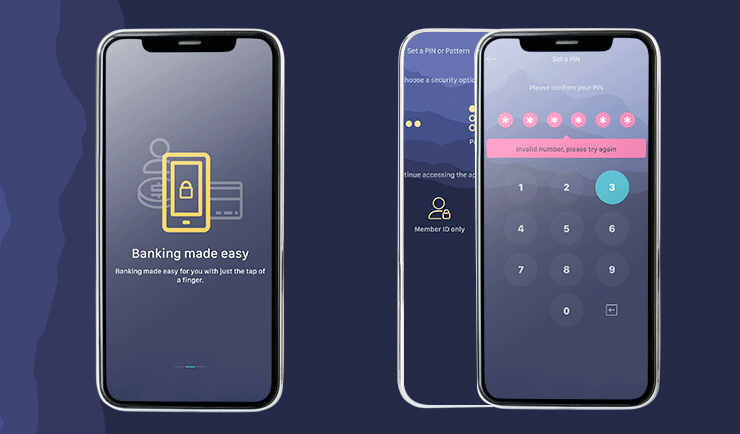 Banking made easy
Banking made easy for you with just the tap of
a finger.
Set a PIN or Pattern
hoose a security optio
Pa
tinue accessing the ap
Member ID only
Set a PIN
Please confirm your PIN
* * * * * *
Invalid number, please try again
1 2 3
4 5 6
7 8 9
0